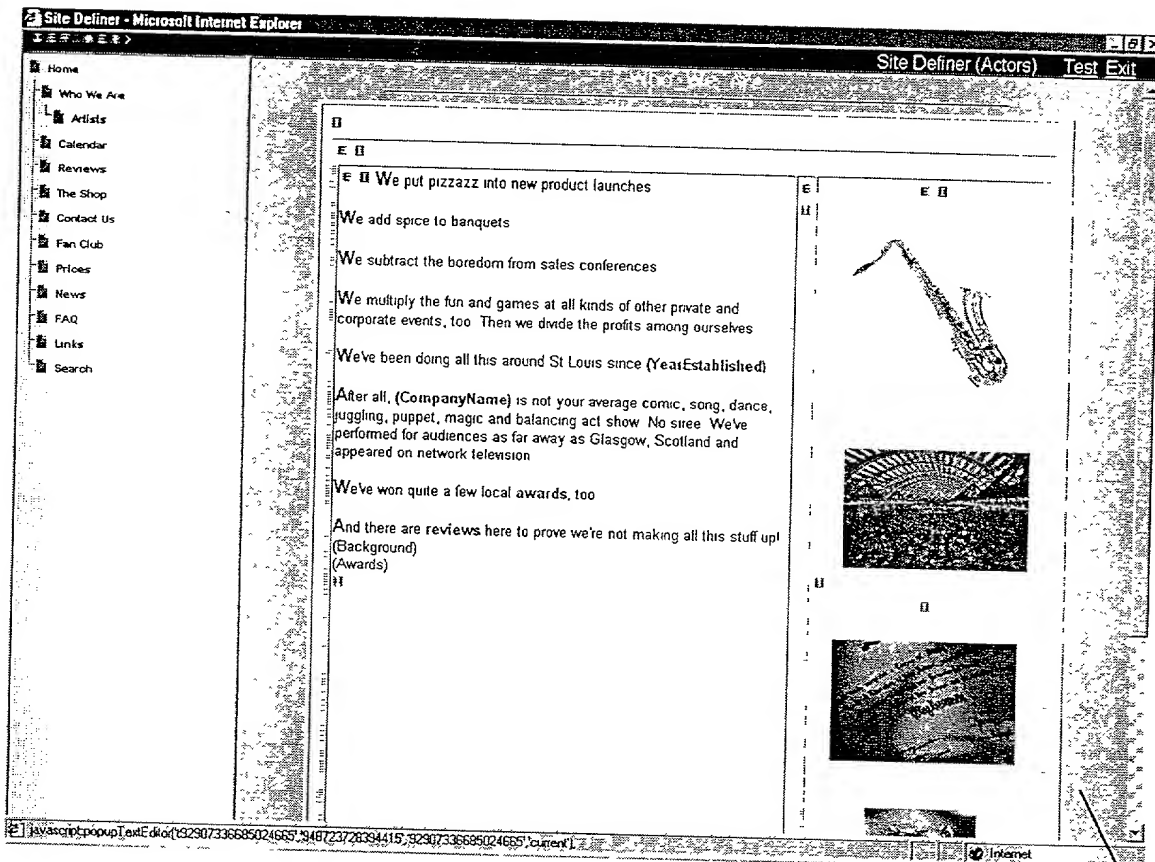 Site Definer - Microsoft Internet Explorer
Site Definer (Actors) Test Exit
Home
Who We Are
Artists
Calendar
Reviews
The Shop
Contact Us
Fan Club
Prices
News
FAQ
Links
Search
We put pizzazz into new product launches
We add spice to banquets
We subtract the boredom from sales conferences
We multiply the fun and games at all kinds of other private and
corporate events, too Then we divide the profits among ourselves
We've been doing all this around St Louis since (YearEstablished)
After all, (CompanyName) is not your average comic, song, dance,
juggling, puppet, magic and balancing act show No siree We've
performed for audiences as far away as Glasgow, Scotland and
appeared on network television
We've won quite a few local awards, too
And there are reviews here to prove we're not making all this stuff up!
(Background)
(Awards)
Internet